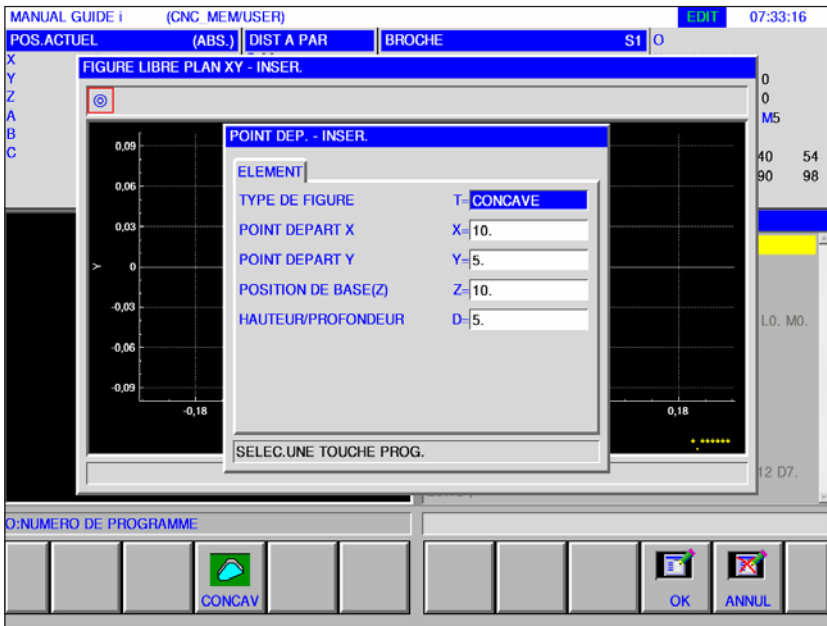 MANUAL GUIDE i (CNC_MEM/USER) EDIT 07:33:16
POS.ACTUEL (ABS.) DIST A PAR BROCHE S1 O
X
Y
Z
A
B
C
0
0
M5
40 54
90 98
FIGURE LIBRE PLAN XY - INSER.
0,09
0,06
0,03
Y 0
-0,03
-0,06
-0,09
-0,18 0,18
*.******
POINT DEP. - INSER.
ELEMENT
TYPE DE FIGURE T=CONCAVE
POINT DEPART X X=10.
POINT DEPART Y Y=5.
POSITION DE BASE(Z) Z=10.
HAUTEUR/PROFONDEUR D=5.
SELEC.UNE TOUCHE PROG.
L0. M0.
12 D7.
O:NUMERO DE PROGRAMME
CONCAV OK ANNUL